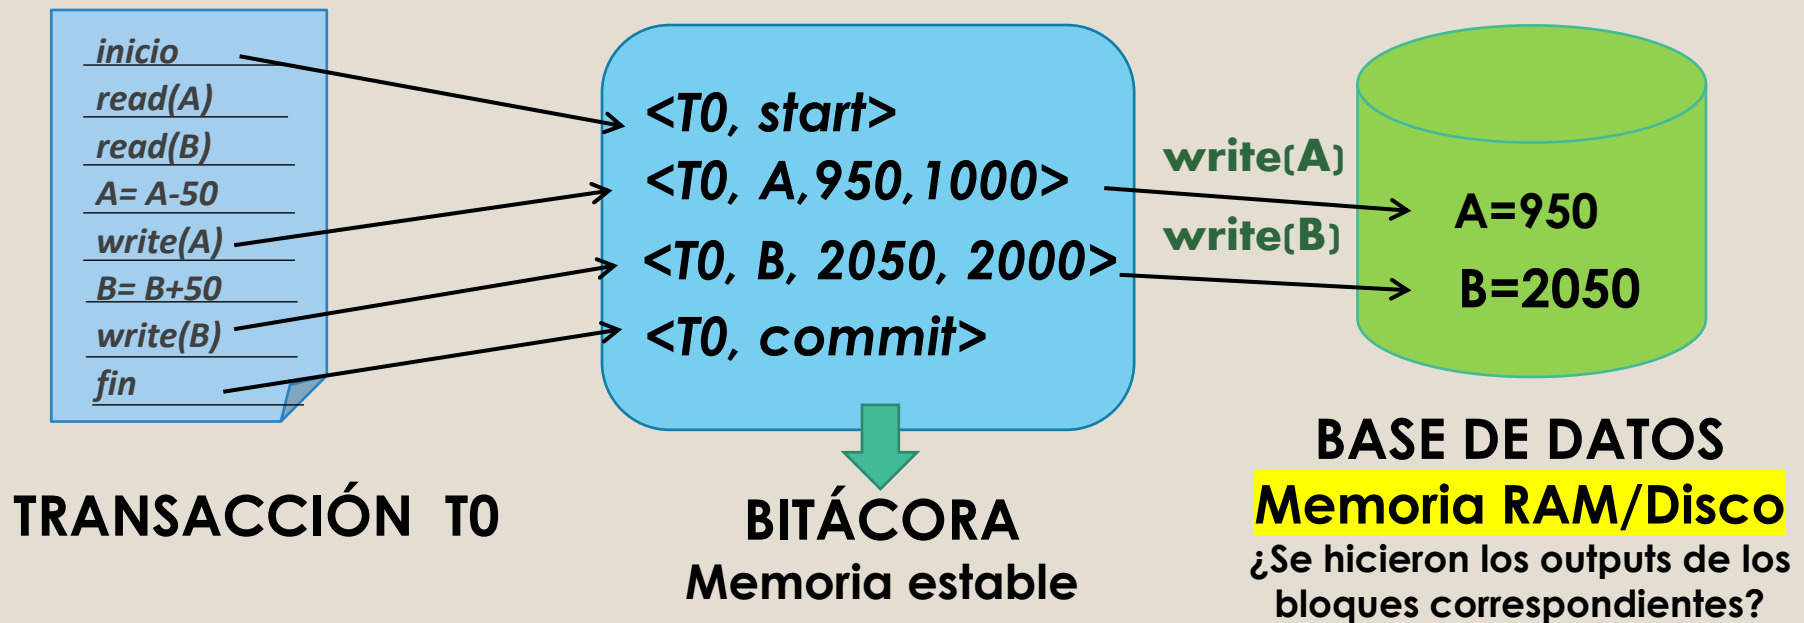 inicio
read(A)
read(B)
A= A-50
write(A)
B= B+50
write(B)
fin
TRANSACCIÓN T0
<T0, start>
<T0, A,950,1000>
<T0, B, 2050, 2000>
<T0, commit>
BITÁCORA
Memoria estable
write(A)
write(B)
A=950
B=2050
BASE DE DATOS
Memoria RAM/Disco
¿Se hicieron los outputs de los
bloques correspondientes?